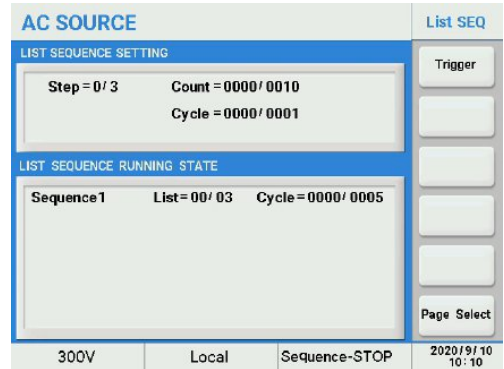 AC SOURCE
List SEQ
LIST SEQUENCE SETTING
Step = 0/ 3 Count = 0000/ 0010
Cycle = 0000/ 0001
LIST SEQUENCE RUNNING STATE
Sequence1 List = 00/ 03 Cycle = 0000/ 0005
Trigger
Page Select
300V Local Sequence-STOP
2020/9/10
10:10